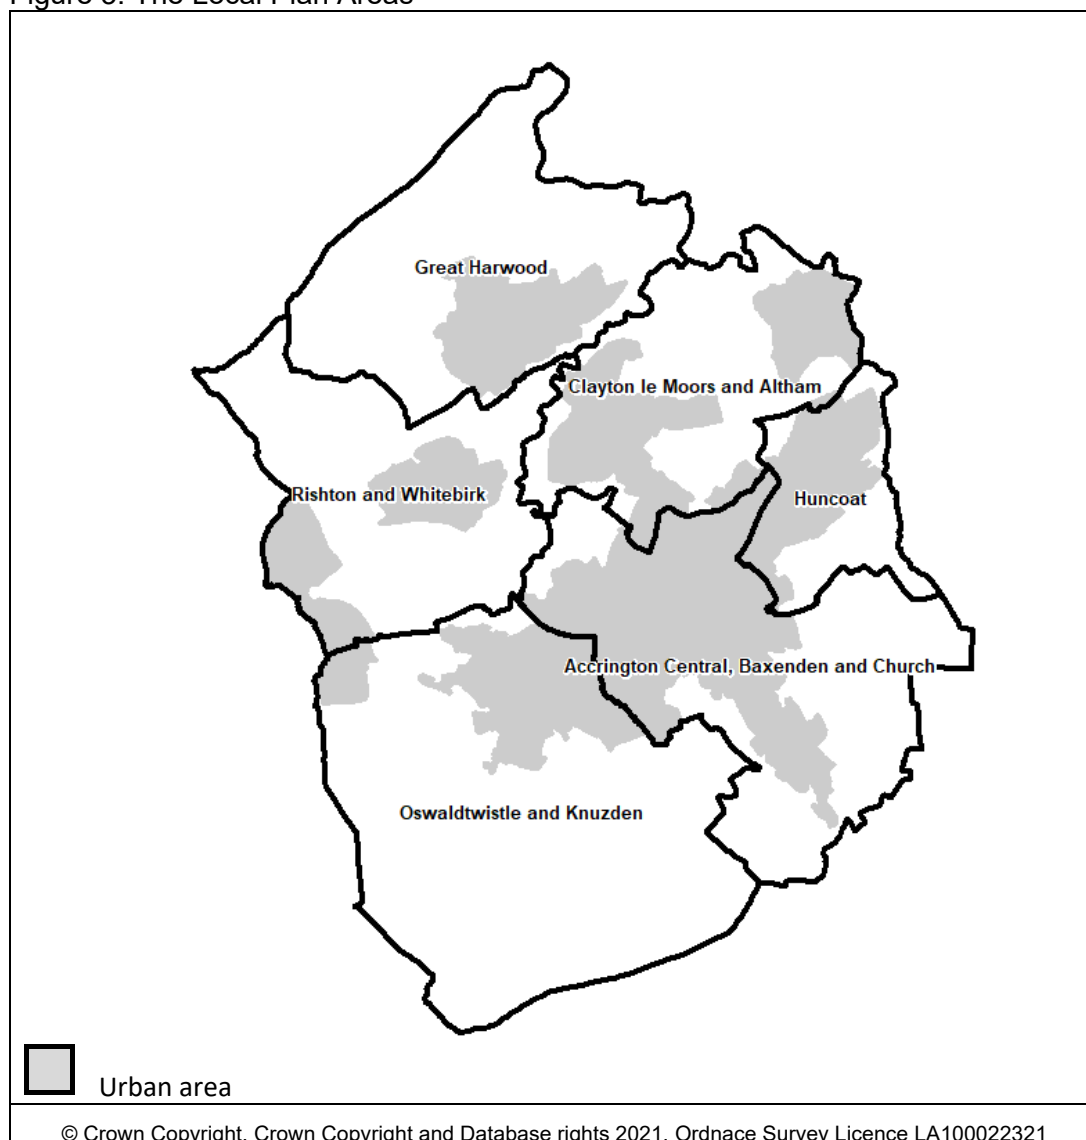 Figure 3: The Local Plan Areas
Great Harwood
Clayton le Moors and Altham
Rishton and Whitebirk
Huncoat
Accrington Central, Baxenden and Church
Oswaldtwistle and Knuzden
Urban area
© Crown Copyright. Crown Copyright and Database rights 2021. Ordnace Survey Licence LA100022321